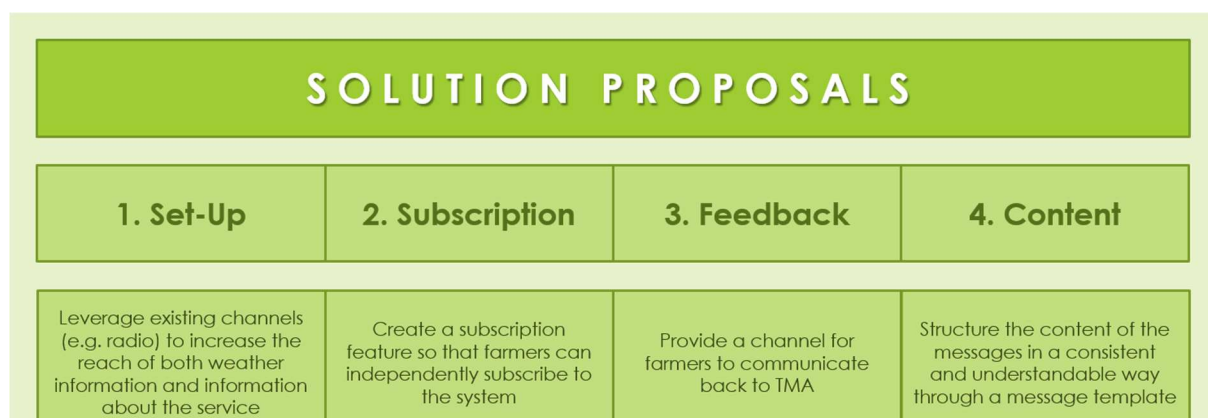 SOLUTION PROPOSALS
1. Set-Up
2. Subscription
3. Feedback
4. Content
Leverage existing channels
(e.g. radio) to increase the
reach of both weather
information and information
about the service
Create a subscription
feature so that farmers can
independently subscribe to
the system
Provide a channel for
farmers to communicate
back to TMA
Structure the content of the
messages in a consistent
and understandable way
through a message template